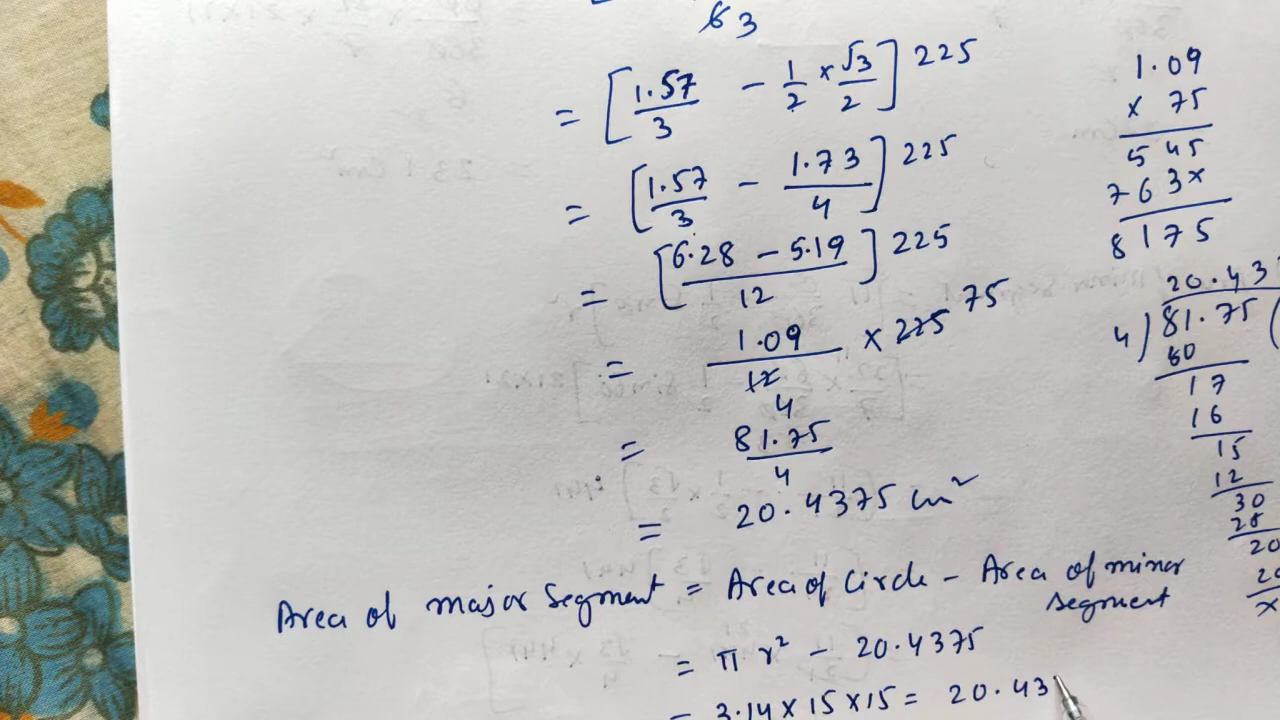 6 3
= [1.57/3 - 1/2 × √3/2] 225
= [1.57/3 - 1.73/4] 225
= [6.28 - 5.19/12] 225
= 1.09/12 × 225 75
4
= 81.75/4
= 20.4375 cm²
Area of major Segment = Area of Circle - Area of minor
segment
= π r² - 20.4375
= 3.14 × 15 × 15 = 20.43
1.09
× 75
545
763×
8175
20.43
4) 81.75 (
80
17
16
15
12
30
28
20
20
×